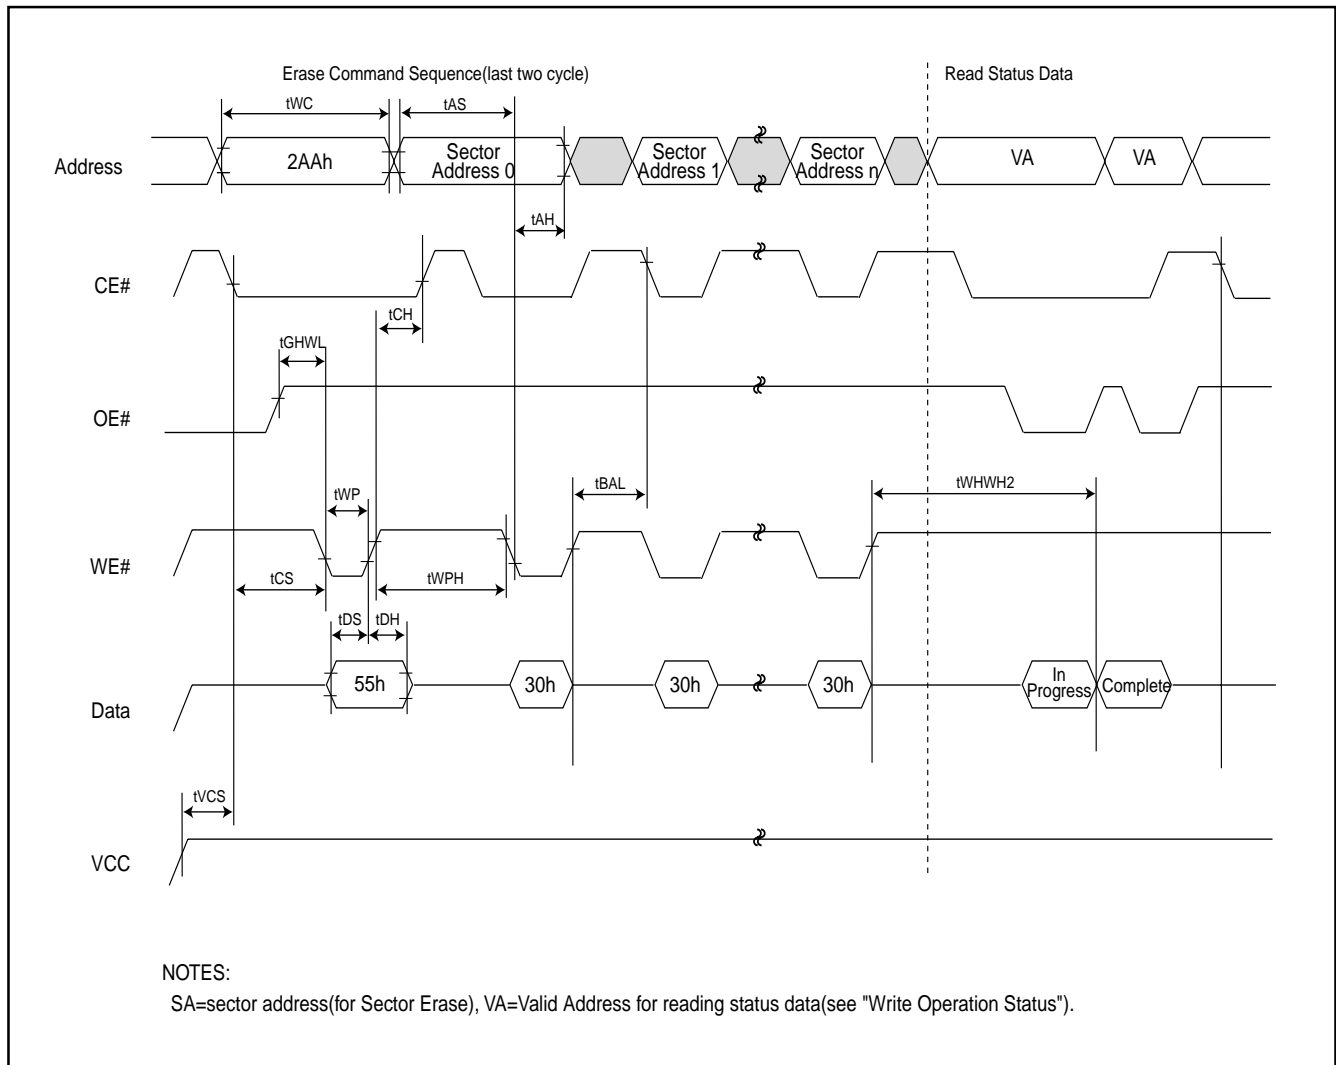 Erase Command Sequence(last two cycle)
Read Status Data
tWC
tAS
Address
2AAh
Sector
Address 0
Sector
Address 1
Sector
Address n
VA
VA
tAH
CE#
tCH
tGHWL
OE#
tBAL
tWHWH2
tWP
WE#
tCS
tWPH
tDS
tDH
Data
55h
30h
30h
30h
In
Progress
Complete
tVCS
VCC
NOTES:
SA=sector address(for Sector Erase), VA=Valid Address for reading status data(see "Write Operation Status").